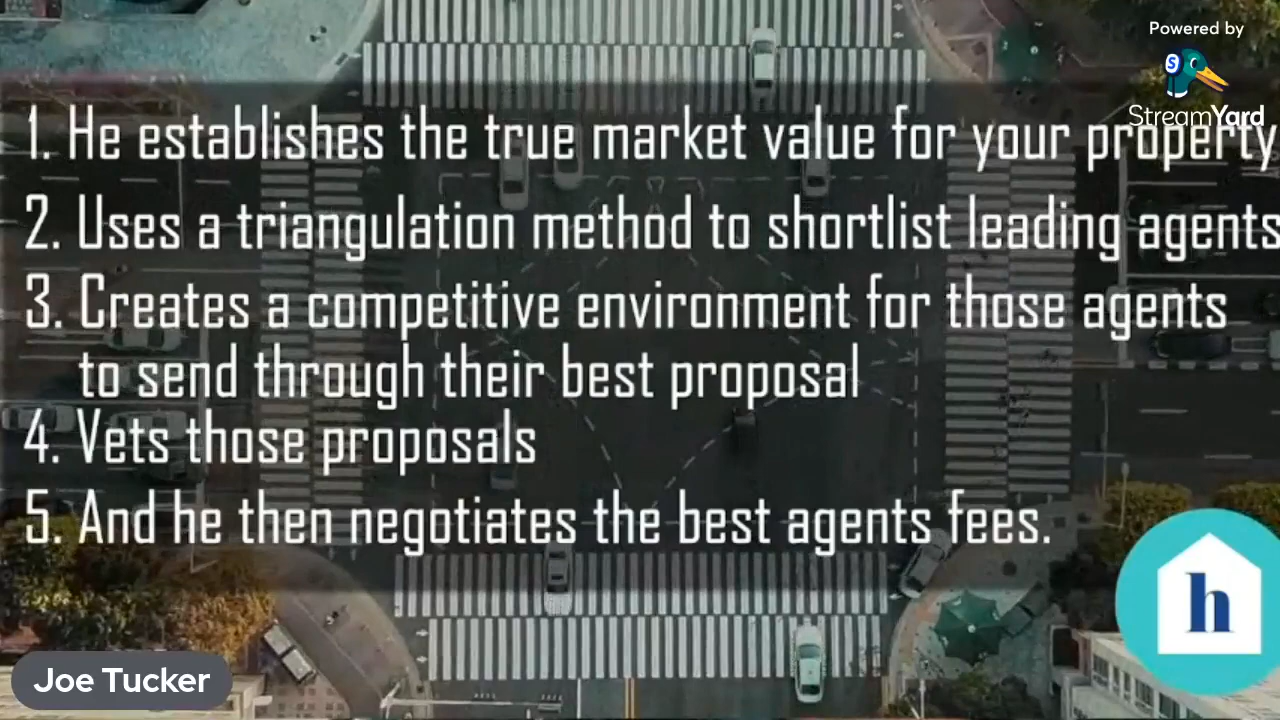 Powered by
S
StreamYard
1. He establishes the true market value for your property
2. Uses a triangulation method to shortlist leading agents
3. Creates a competitive environment for those agents
to send through their best proposal
4. Vets those proposals
5. And he then negotiates the best agents fees.
h
Joe Tucker